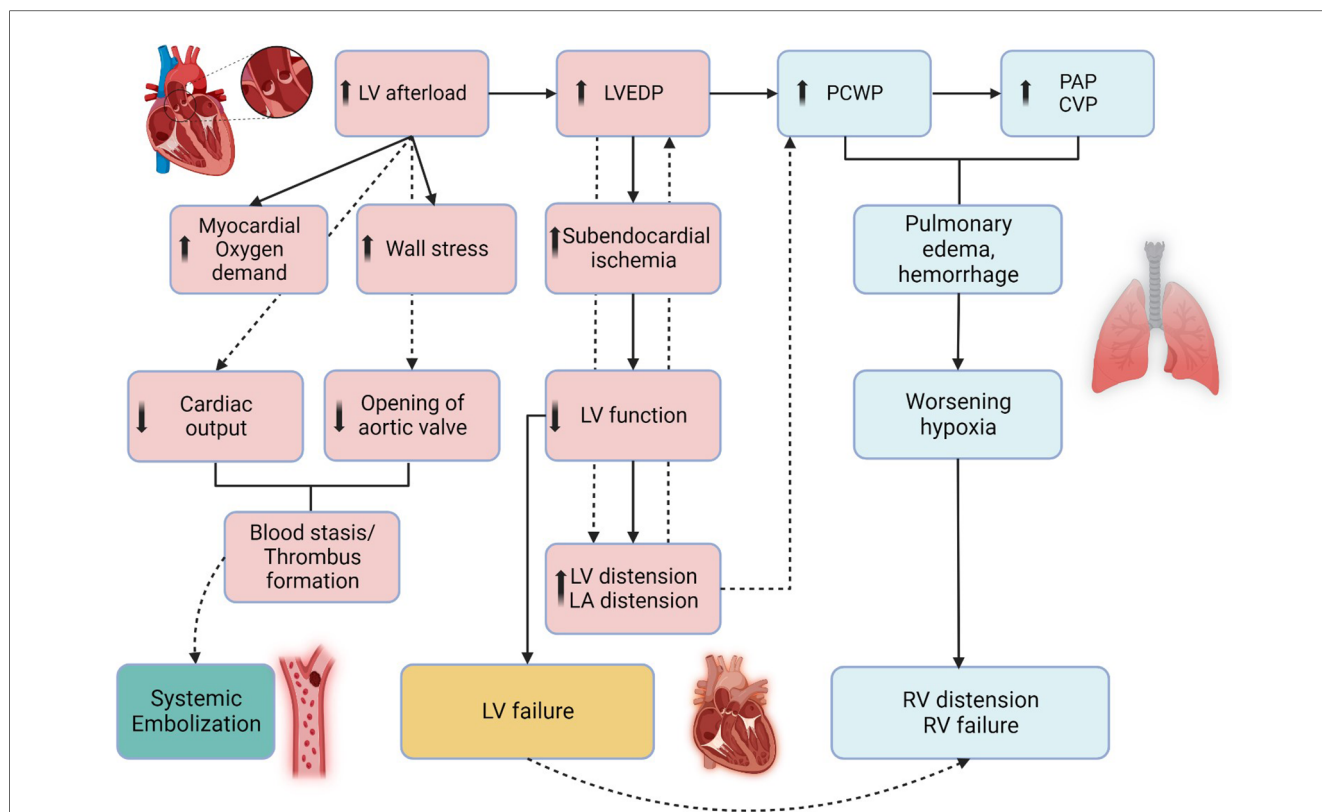 LV afterload
LVEDP
PCWP
PAP
CVP
Myocardial
Oxygen
demand
Wall stress
Subendocardial
ischemia
Pulmonary
edema,
hemorrhage
Cardiac
output
Opening of
aortic valve
LV function
Worsening
hypoxia
Blood stasis/
Thrombus
formation
LV distension
LA distension
Systemic
Embolization
LV failure
RV distension
RV failure